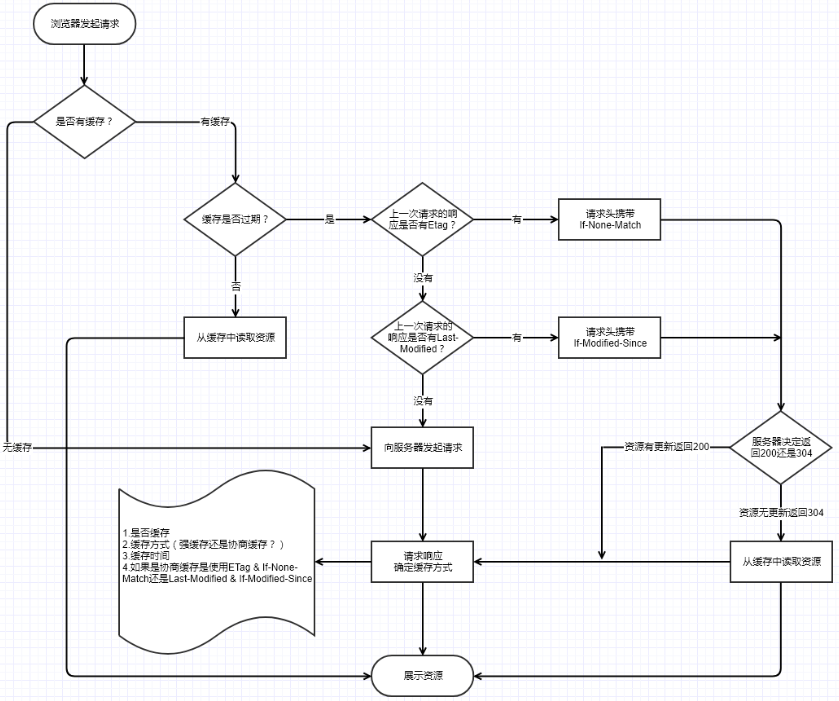 浏览器发起请求
是否有缓存？
有缓存
缓存是否过期？
是
上一次请求的响
应是否有Etag？
有
请求头携带
If-None-Match
没有
否
从缓存中读取资源
上一次请求的
响应是否有Last-
Modified？
有
请求头携带
If-Modified-Since
没有
无缓存
向服务器发起请求
资源有更新返回200
服务器决定返
回200还是304
资源无更新返回304
1.是否缓存
2.缓存方式（强缓存还是协商缓存？）
3.缓存时间
4.如果是协商缓存是使用ETag & If-None-
Match还是Last-Modified & If-Modified-Since
请求响应
确定缓存方式
从缓存中读取资源
展示资源